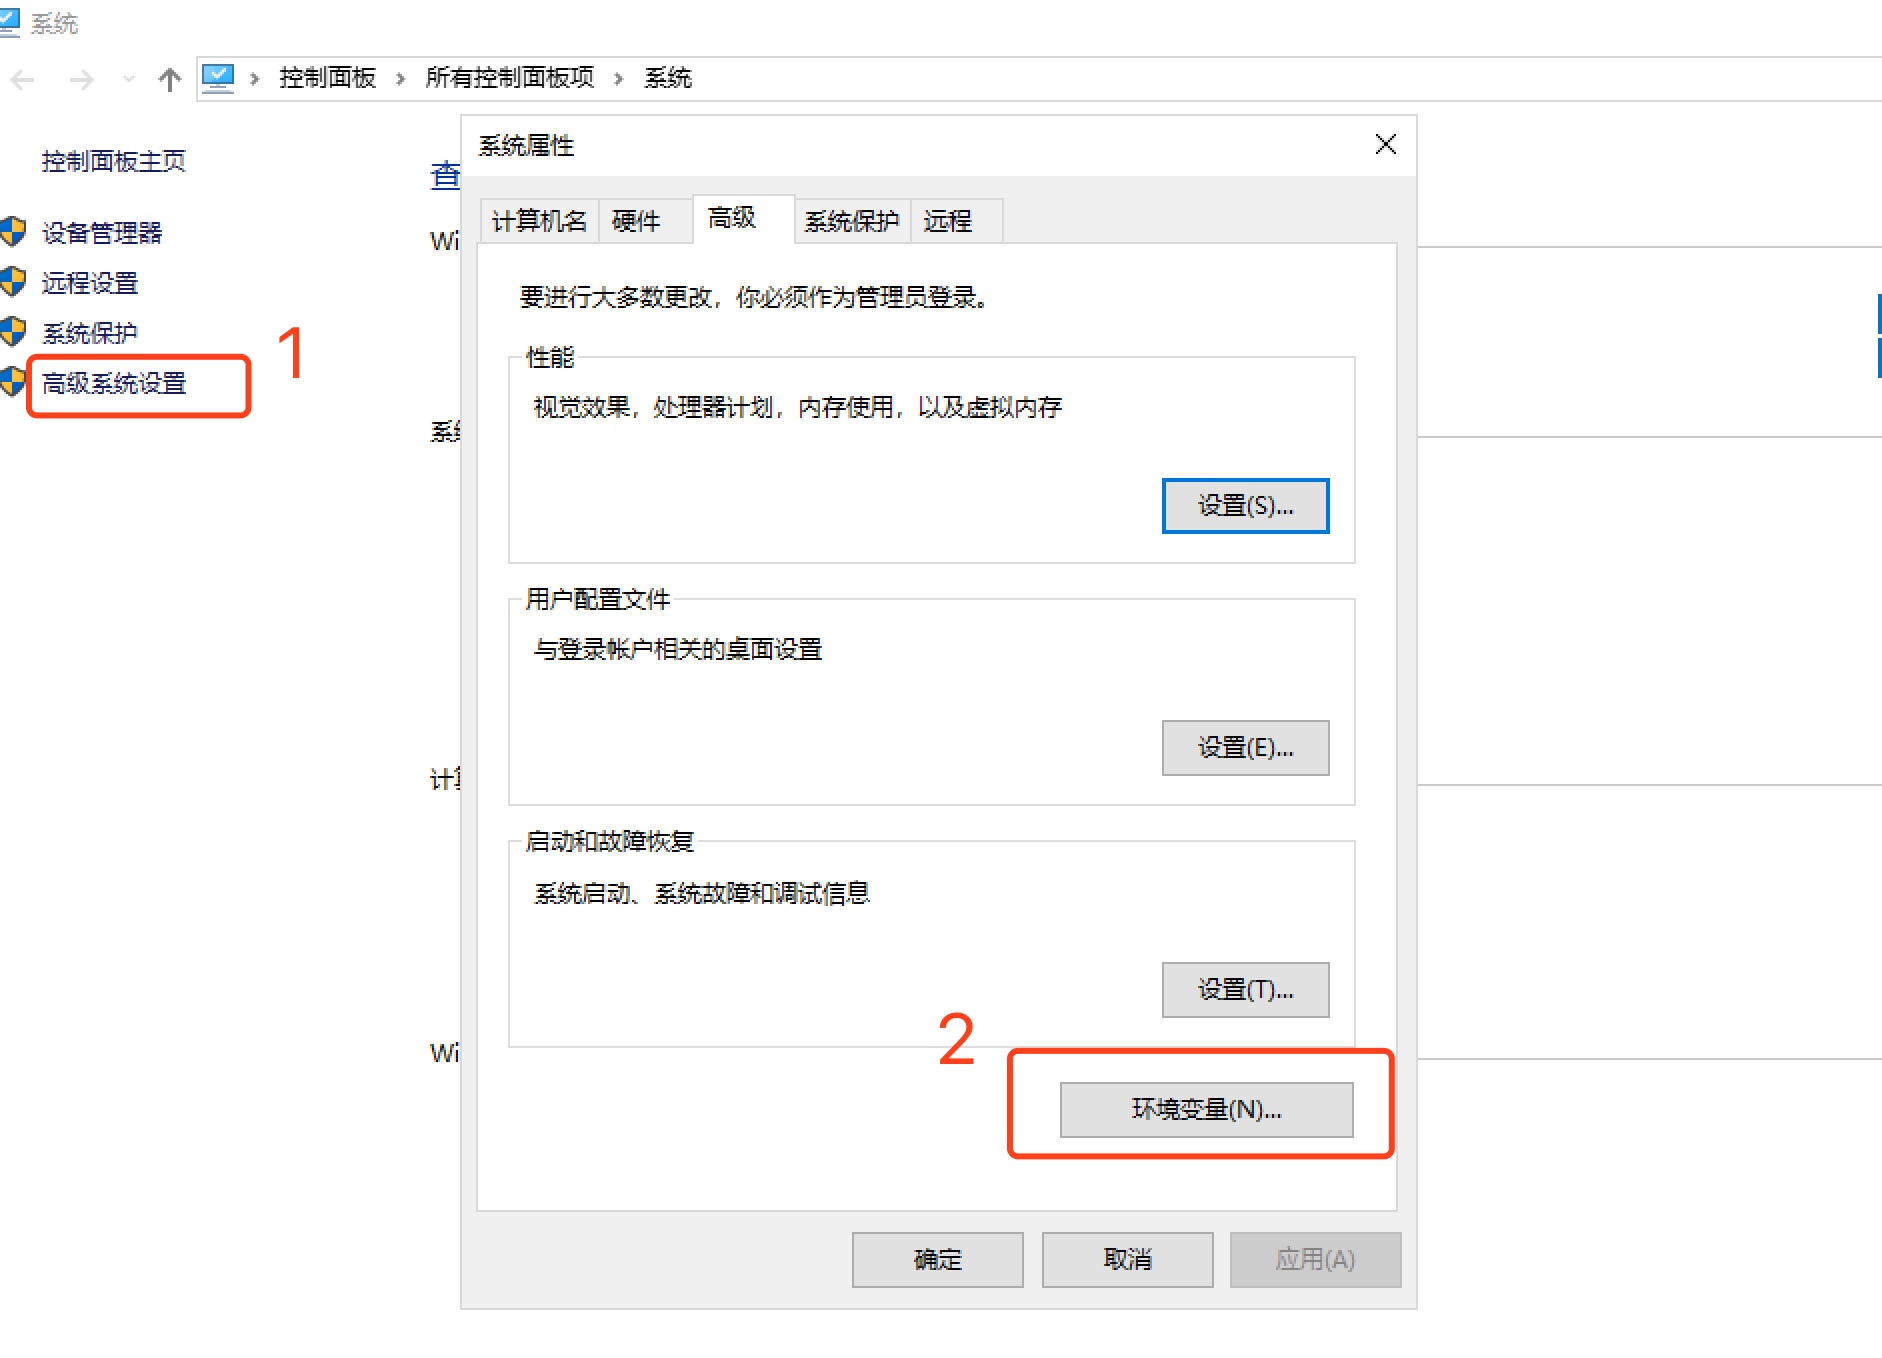 系统
控制面板 › 所有控制面板项 › 系统
控制面板主页
设备管理器
远程设置
系统保护
高级系统设置
1
查
Wi
系统
Wi
系统属性
计算机名 硬件 高级 系统保护 远程
要进行大多数更改，你必须作为管理员登录。
性能
视觉效果，处理器计划，内存使用，以及虚拟内存
设置(S)...
用户配置文件
与登录帐户相关的桌面设置
设置(E)...
启动和故障恢复
系统启动、系统故障和调试信息
设置(T)...
2
环境变量(N)...
确定 取消 应用(A)